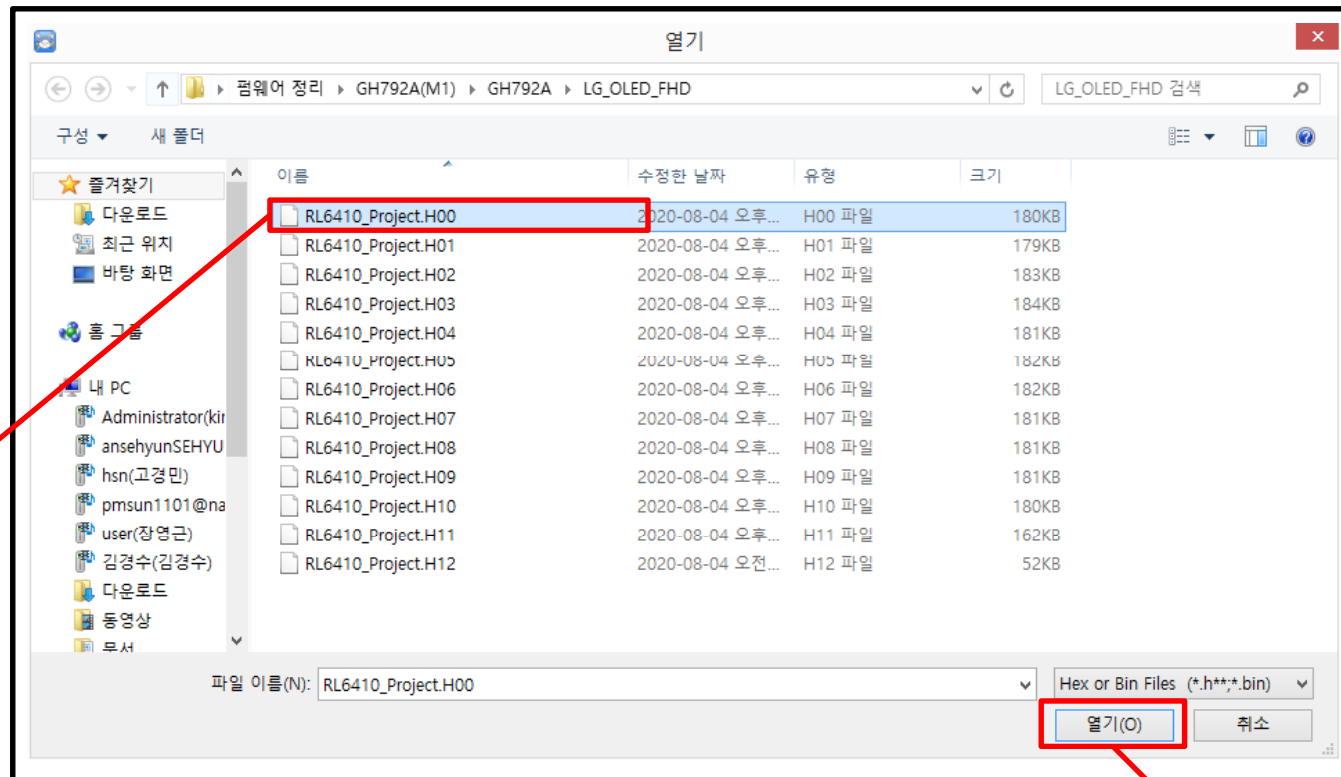 열기
펌웨어 정리 GH792A(M1) GH792A LG_OLED_FHD
LG_OLED_FHD 검색
구성 새 폴더
이름 수정한 날짜 유형 크기
즐겨찾기
다운로드
최근 위치
바탕 화면
홈 그룹
내 PC
Administrator(kir
ansehyunSEHYU
hsn(고경민)
pmsun1101@na
user(장영근)
김경수(김경수)
다운로드
동영상
문서
RL6410_Project.H00 2020-08-04 오후... H00 파일 180KB
RL6410_Project.H01 2020-08-04 오후... H01 파일 179KB
RL6410_Project.H02 2020-08-04 오후... H02 파일 183KB
RL6410_Project.H03 2020-08-04 오후... H03 파일 184KB
RL6410_Project.H04 2020-08-04 오후... H04 파일 181KB
RL6410_Project.H05 2020-08-04 오후... H05 파일 182KB
RL6410_Project.H06 2020-08-04 오후... H06 파일 182KB
RL6410_Project.H07 2020-08-04 오후... H07 파일 181KB
RL6410_Project.H08 2020-08-04 오후... H08 파일 181KB
RL6410_Project.H09 2020-08-04 오후... H09 파일 181KB
RL6410_Project.H10 2020-08-04 오후... H10 파일 180KB
RL6410_Project.H11 2020-08-04 오후... H11 파일 162KB
RL6410_Project.H12 2020-08-04 오전... H12 파일 52KB
파일 이름(N): RL6410_Project.H00
Hex or Bin Files (*.h**;*.bin)
열기(O) 취소